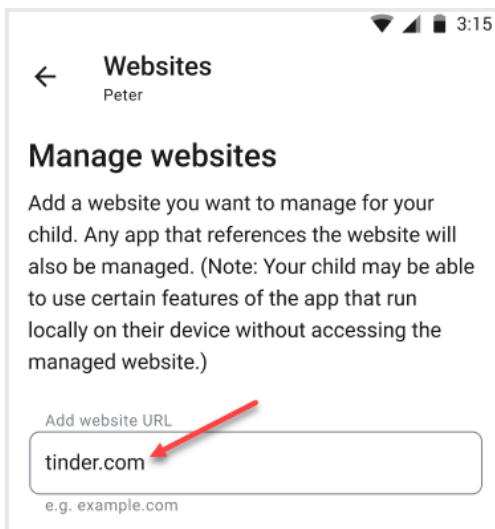 3:15
Websites
Peter
Manage websites
Add a website you want to manage for your
child. Any app that references the website will
also be managed. (Note: Your child may be able
to use certain features of the app that run
locally on their device without accessing the
managed website.)
Add website URL
tinder.com
e.g. example.com